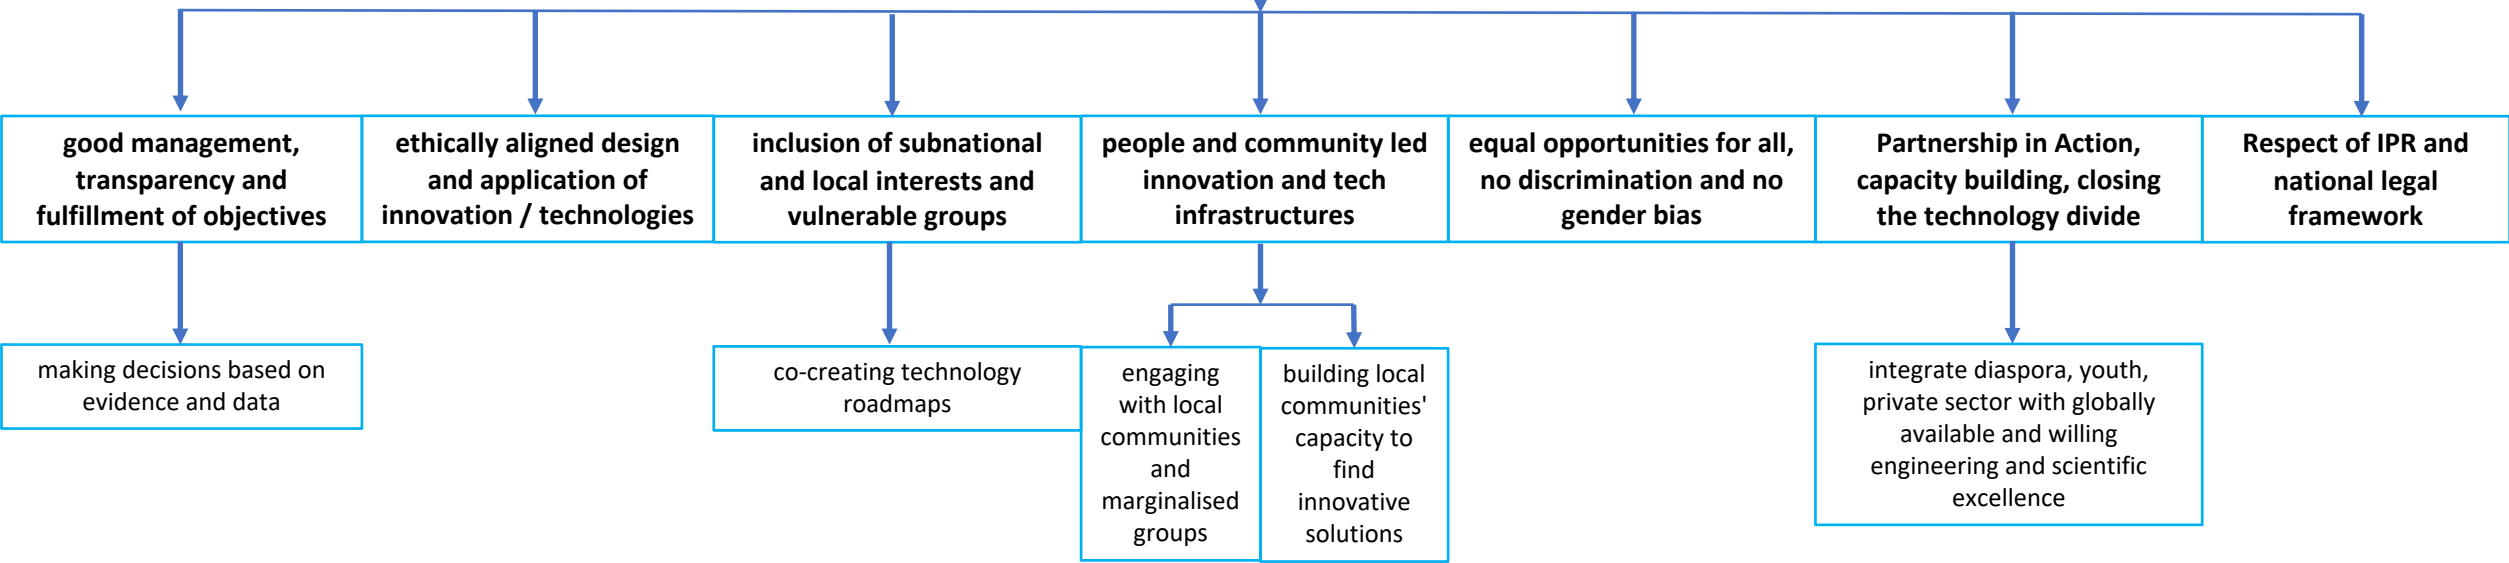 good management,
transparency and
fulfillment of objectives
ethically aligned design
and application of
innovation / technologies
inclusion of subnational
and local interests and
vulnerable groups
people and community led
innovation and tech
infrastructures
equal opportunities for all,
no discrimination and no
gender bias
Partnership in Action,
capacity building, closing
the technology divide
Respect of IPR and
national legal
framework
making decisions based on
evidence and data
co-creating technology
roadmaps
engaging
with local
communities
and
marginalised
groups
building local
communities'
capacity to
find
innovative
solutions
integrate diaspora, youth,
private sector with globally
available and willing
engineering and scientific
excellence